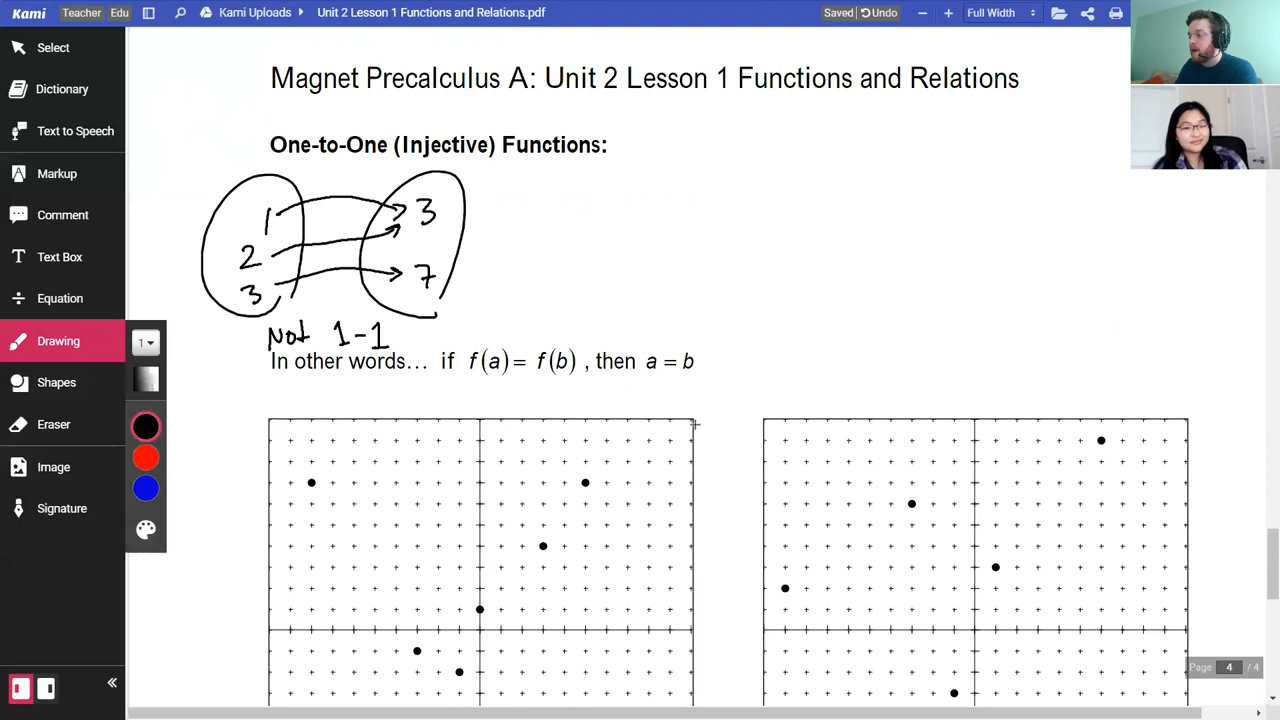 Kami Teacher Edu Kami Uploads Unit 2 Lesson 1 Functions and Relations.pdf Saved Undo Full Width
Select
Dictionary
Text to Speech
Markup
Comment
Text Box
Equation
Drawing
Shapes
Eraser
Image
Signature
1
Magnet Precalculus A: Unit 2 Lesson 1 Functions and Relations
One-to-One (Injective) Functions:
1 3
2
3 7
Not 1-1
In other words… if f(a) = f(b), then a = b
Page 4 / 4